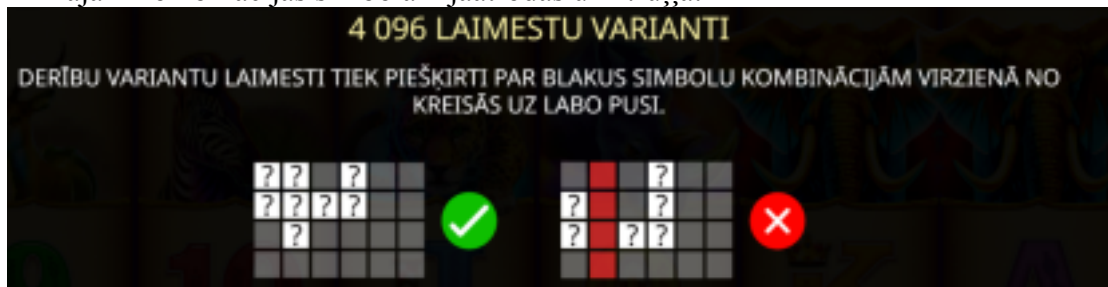 4 096 LAIMESTU VARIANTI
DERĪBU VARIANTU LAIMESTI TIEK PIEŠĶIRTI PAR BLAKUS SIMBOLU KOMBINĀCIJĀM VIRZIENĀ NO
KREISĀS UZ LABO PUSI.
? ? ? ?
? ? ? ? ? ?
? ? ? ?